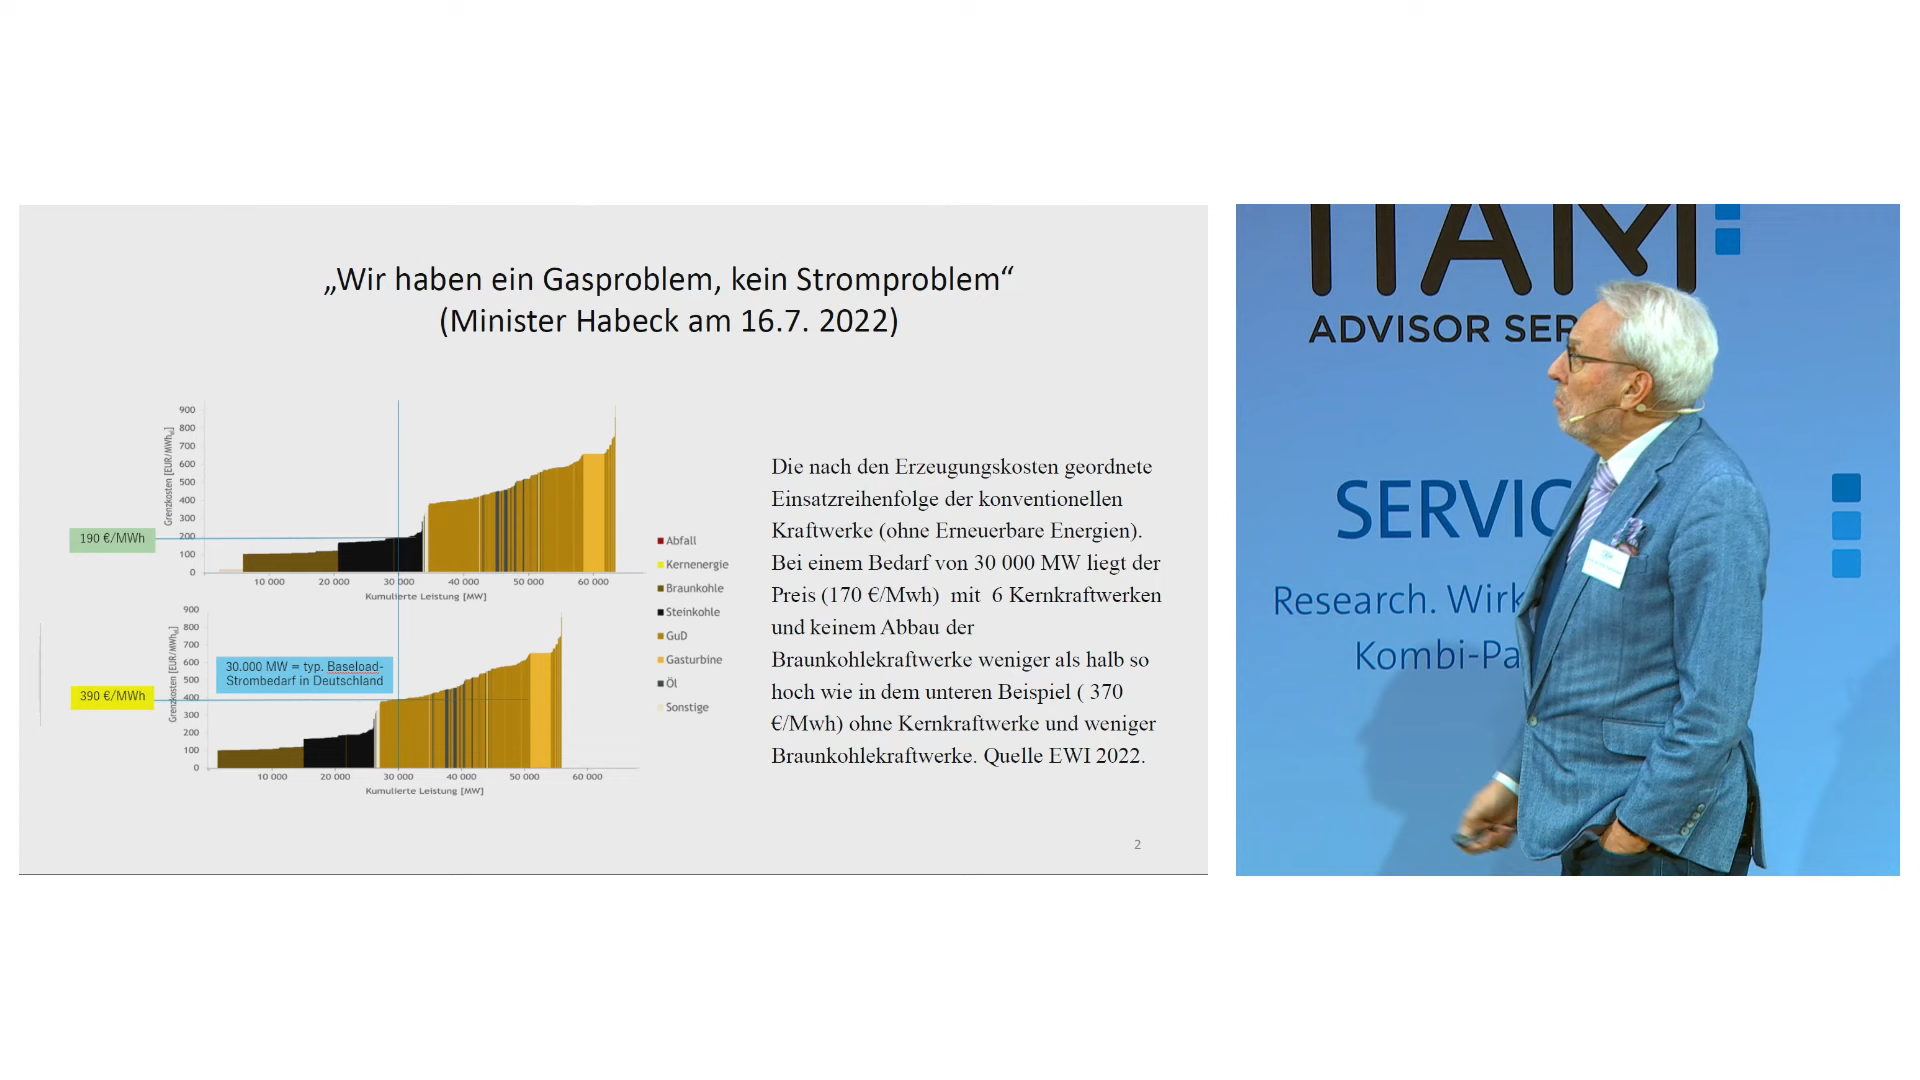 „Wir haben ein Gasproblem, kein Stromproblem“
(Minister Habeck am 16.7. 2022)
900
800
700
600
500
400
300
200
100
0
Grenzkosten [EUR/MWh
190 €/MWh
10 000
20 000
30 000
40 000
50 000
60 000
Kumulierte Leistung [MW]
900
800
700
600
500
400
300
200
100
0
Grenzkosten [EUR/MWh
30.000 MW = typ. Baseload-
Strombedarf in Deutschland
390 €/MWh
10 000
20 000
30 000
40 000
50 000
60 000
Kumulierte Leistung [MW]
Abfall
Kernenergie
Braunkohle
Steinkohle
GuD
Gasturbine
Öl
Sonstige
Die nach den Erzeugungskosten geordnete
Einsatzreihenfolge der konventionellen
Kraftwerke (ohne Erneuerbare Energien).
Bei einem Bedarf von 30 000 MW liegt der
Preis (170 €/Mwh) mit 6 Kernkraftwerken
und keinem Abbau der
Braunkohlekraftwerke weniger als halb so
hoch wie in dem unteren Beispiel ( 370
€/Mwh) ohne Kernkraftwerke und weniger
Braunkohlekraftwerke. Quelle EWI 2022.
2
ADVISOR SER
SERVIC
Research. Wirk
Kombi-Pa